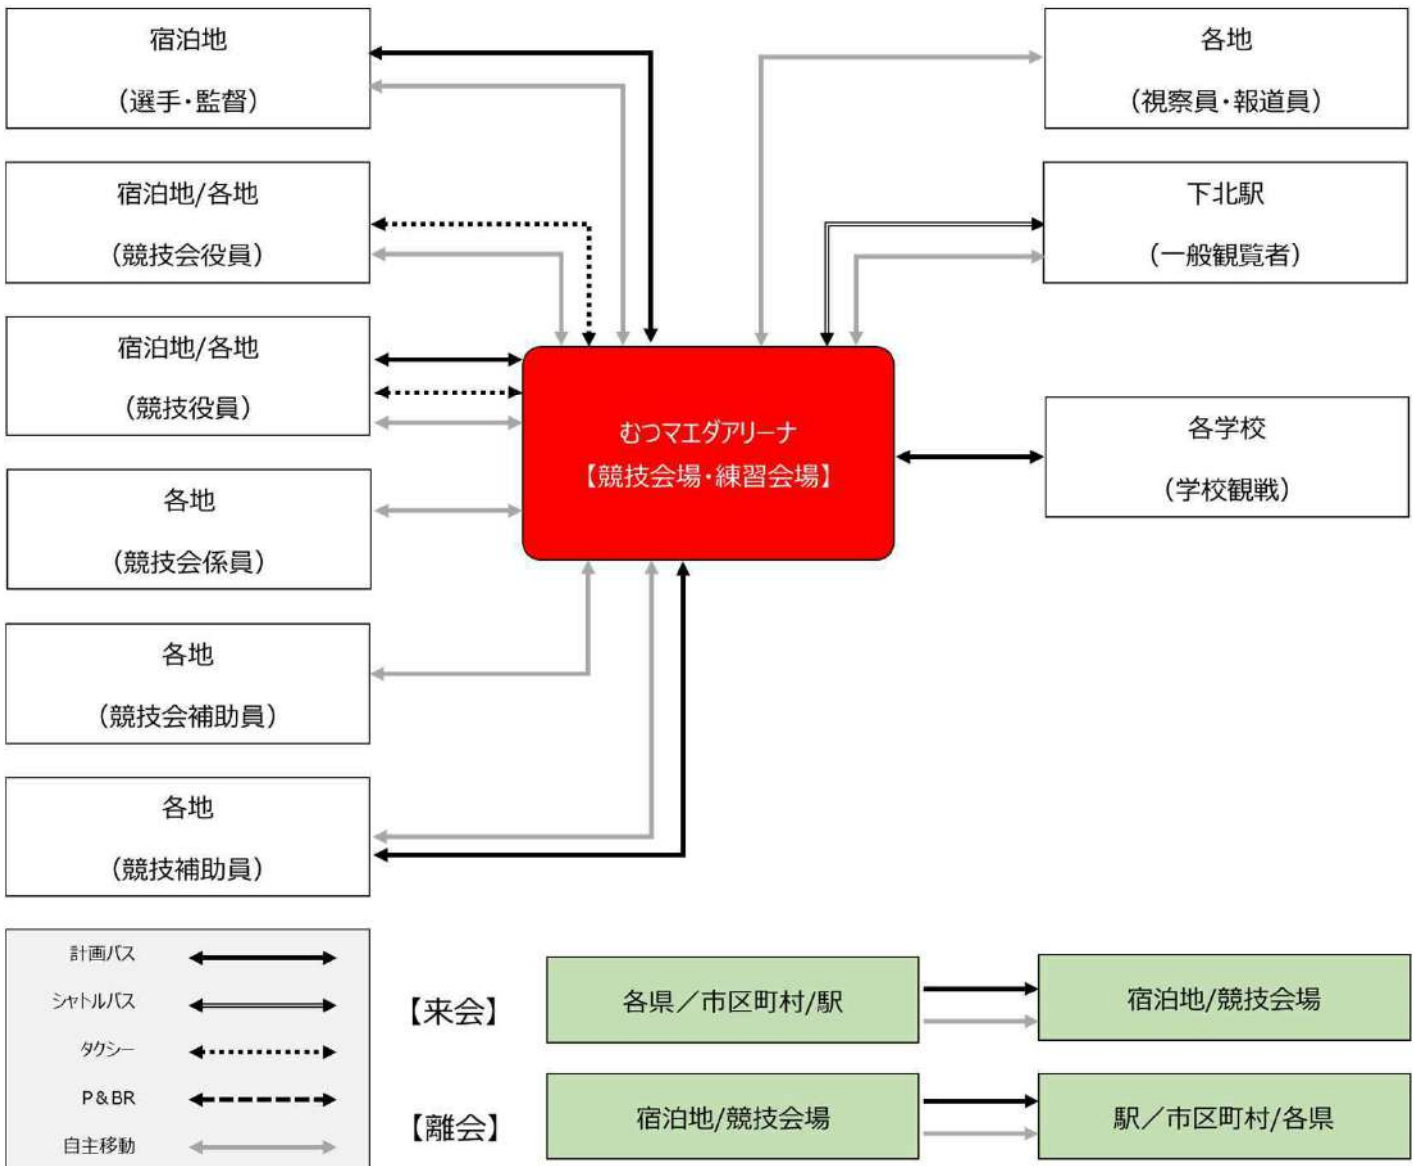 宿泊地
（選手・監督）
宿泊地/各地
（競技会役員）
宿泊地/各地
（競技役員）
各地
（競技会係員）
各地
（競技会補助員）
各地
（競技補助員）
むつマエダアリーナ
【競技会場・練習会場】
各地
（視察員・報道員）
下北駅
（一般観覧者）
各学校
（学校観戦）
計画バス
シャトルバス
タクシー
P＆BR
自主移動
【来会】
各県／市区町村/駅
宿泊地/競技会場
【離会】
宿泊地/競技会場
駅／市区町村/各県